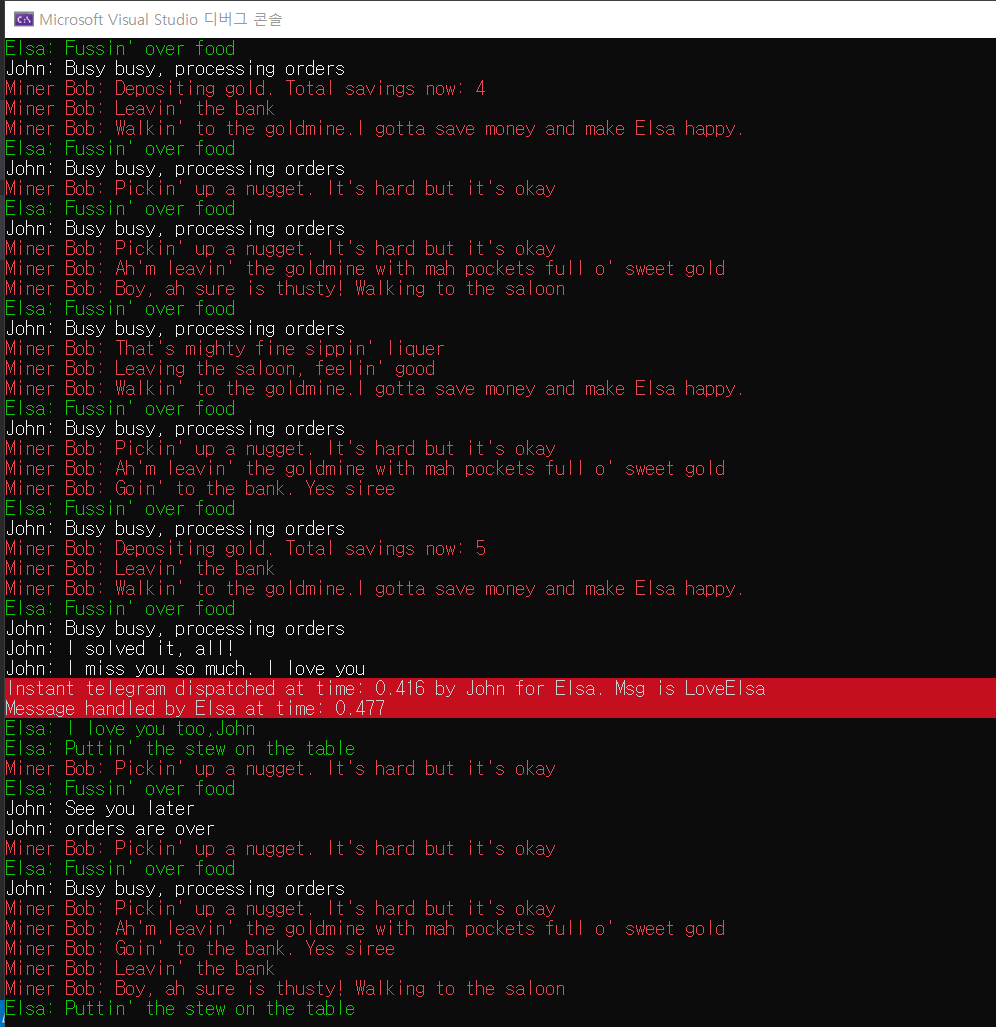 Microsoft Visual Studio 디버그 콘솔
Elsa: Fussin' over food
John: Busy busy, processing orders
Miner Bob: Depositing gold. Total savings now: 4
Miner Bob: Leavin' the bank
Miner Bob: Walkin' to the goldmine.I gotta save money and make Elsa happy.
Elsa: Fussin' over food
John: Busy busy, processing orders
Miner Bob: Pickin' up a nugget. It's hard but it's okay
Elsa: Fussin' over food
John: Busy busy, processing orders
Miner Bob: Pickin' up a nugget. It's hard but it's okay
Miner Bob: Ah'm leavin' the goldmine with mah pockets full o' sweet gold
Miner Bob: Boy, ah sure is thusty! Walking to the saloon
Elsa: Fussin' over food
John: Busy busy, processing orders
Miner Bob: That's mighty fine sippin' liquer
Miner Bob: Leaving the saloon, feelin' good
Miner Bob: Walkin' to the goldmine.I gotta save money and make Elsa happy.
Elsa: Fussin' over food
John: Busy busy, processing orders
Miner Bob: Pickin' up a nugget. It's hard but it's okay
Miner Bob: Ah'm leavin' the goldmine with mah pockets full o' sweet gold
Miner Bob: Goin' to the bank. Yes siree
Elsa: Fussin' over food
John: Busy busy, processing orders
Miner Bob: Depositing gold. Total savings now: 5
Miner Bob: Leavin' the bank
Miner Bob: Walkin' to the goldmine.I gotta save money and make Elsa happy.
Elsa: Fussin' over food
John: Busy busy, processing orders
John: I solved it, all!
John: I miss you so much. I love you
Instant telegram dispatched at time: 0.416 by John for Elsa. Msg is LoveElsa
Message handled by Elsa at time: 0.477
Elsa: I love you too,John
Elsa: Puttin' the stew on the table
Miner Bob: Pickin' up a nugget. It's hard but it's okay
Elsa: Fussin' over food
John: See you later
John: orders are over
Miner Bob: Pickin' up a nugget. It's hard but it's okay
Elsa: Fussin' over food
John: Busy busy, processing orders
Miner Bob: Pickin' up a nugget. It's hard but it's okay
Miner Bob: Ah'm leavin' the goldmine with mah pockets full o' sweet gold
Miner Bob: Goin' to the bank. Yes siree
Miner Bob: Leavin' the bank
Miner Bob: Boy, ah sure is thusty! Walking to the saloon
Elsa: Puttin' the stew on the table